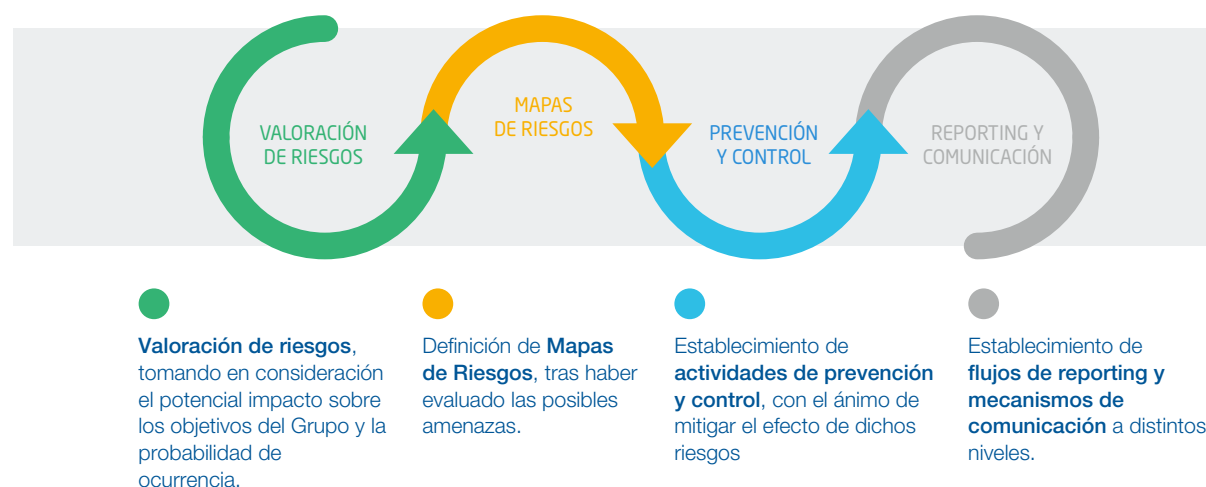 VALORACIÓN
DE RIESGOS
MAPAS
DE RIESGOS
PREVENCIÓN
Y CONTROL
REPORTING Y
COMUNICACIÓN
Valoración de riesgos,
tomando en consideración
el potencial impacto sobre
los objetivos del Grupo y la
probabilidad de
ocurrencia.
Definición de Mapas
de Riesgos, tras haber
evaluado las posibles
amenazas.
Establecimiento de
actividades de prevención
y control, con el ánimo de
mitigar el efecto de dichos
riesgos
Establecimiento de
flujos de reporting y
mecanismos de
comunicación a distintos
niveles.